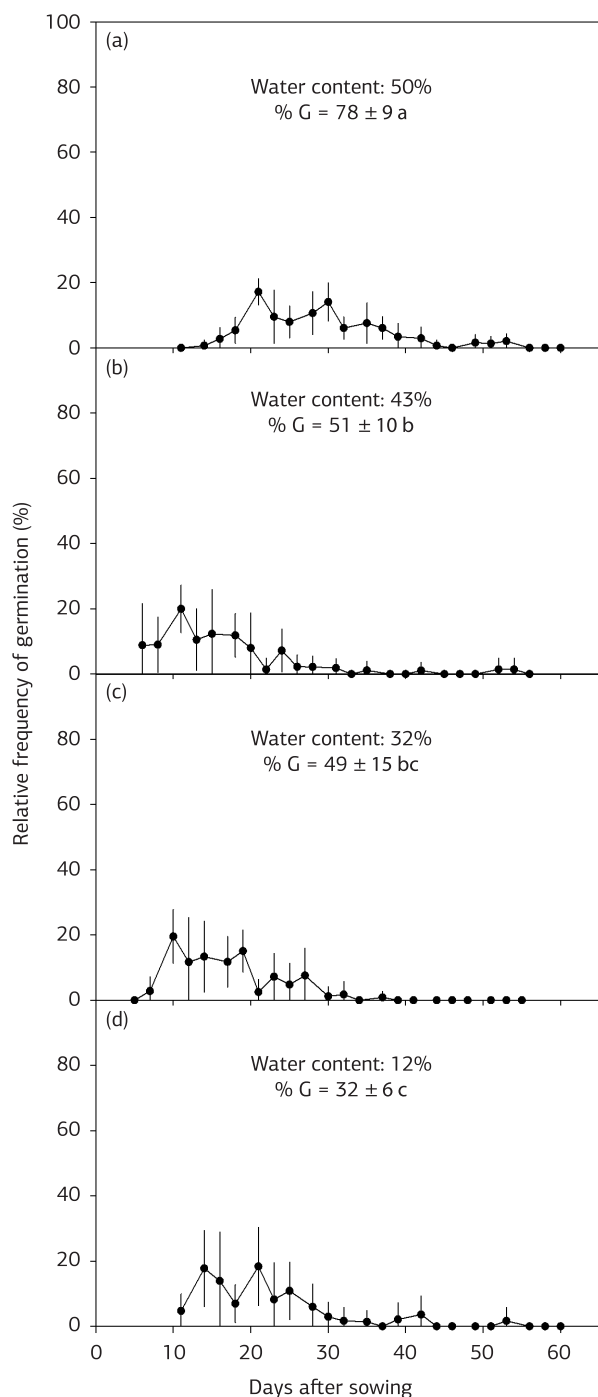 100
(a)
Water content: 50%
% G = 78 ± 9 a
80
60
40
20
0
(b)
Water content: 43%
% G = 51 ± 10 b
80
60
40
20
0
(c)
Water content: 32%
% G = 49 ± 15 bc
80
60
40
20
0
(d)
Water content: 12%
% G = 32 ± 6 c
80
60
40
20
0
Relative frequency of germination (%)
0 10 20 30 40 50 60
Days after sowing